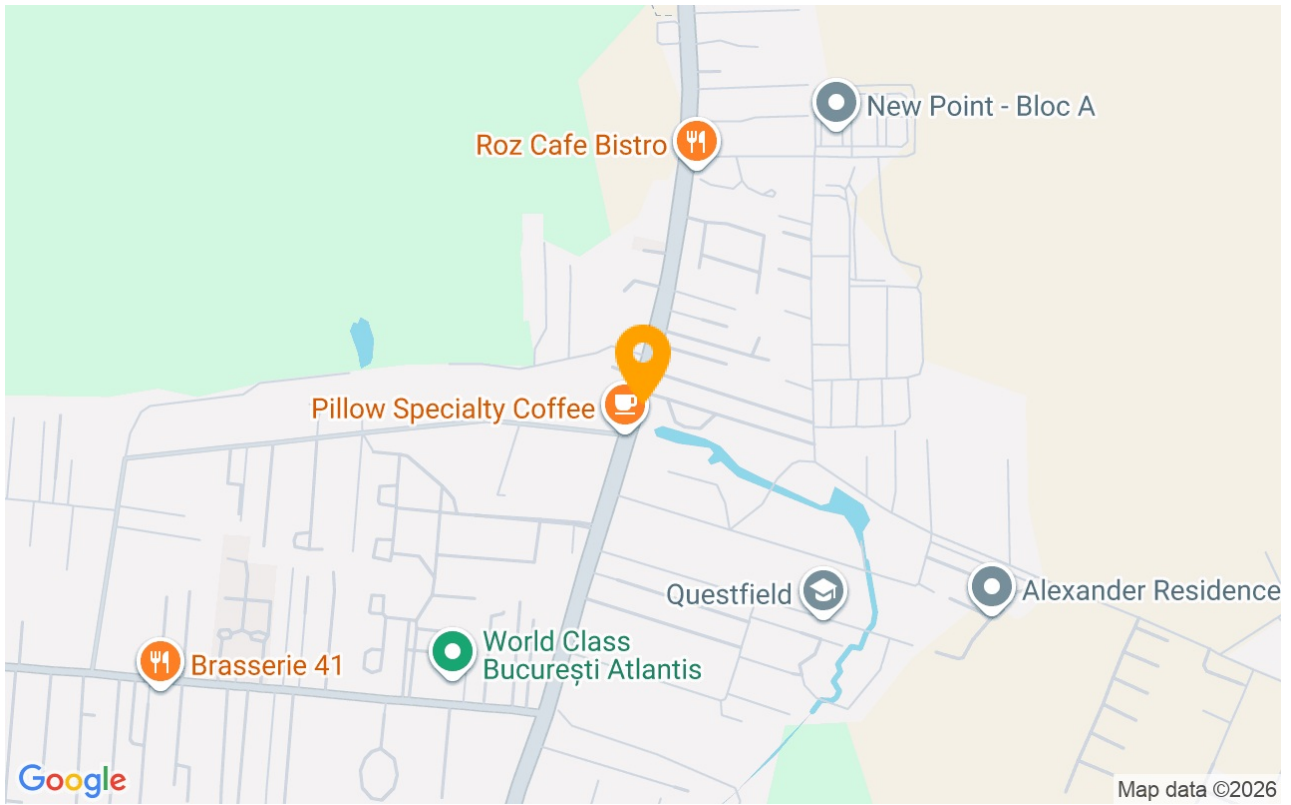 New Point - Bloc A
Roz Cafe Bistro
Pillow Specialty Coffee
Questfield
Alexander Residence
World Class
București Atlantis
Brasserie 41
Google
Map data ©2026